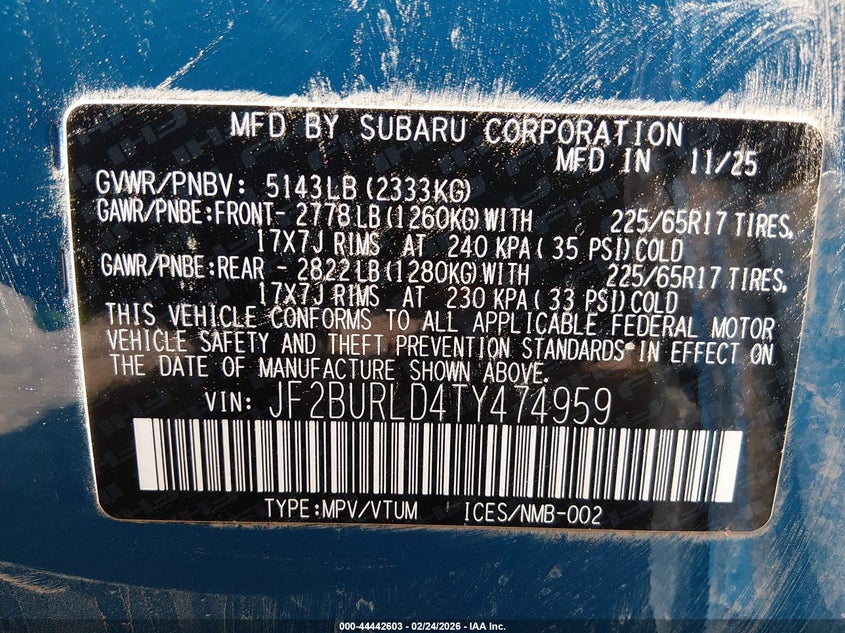 MFD BY SUBARU CORPORATION
MFD IN 11/25
GVWR/PNBV: 5143LB (2333KG)
GAWR/PNBE:FRONT- 2778LB (1260KG) WITH 225/65R17 TIRES,
17X7J RIMS AT 240 KPA ( 35 PSI) COLD
GAWR/PNBE:REAR - 2822LB (1280KG) WITH 225/65R17 TIRES,
17X7J RIMS AT 230 KPA ( 33 PSI) COLD
THIS VEHICLE CONFORMS TO ALL APPLICABLE FEDERAL MOTOR
VEHICLE SAFETY AND THEFT PREVENTION STANDARDS IN EFFECT ON
THE DATE OF MANUFACTURE SHOWN ABOVE.
VIN: JF2BURLD4TY474959
TYPE:MPV/VTUM ICES/NMB-002
000-44442603 - 02/24/2026 - IAA Inc.